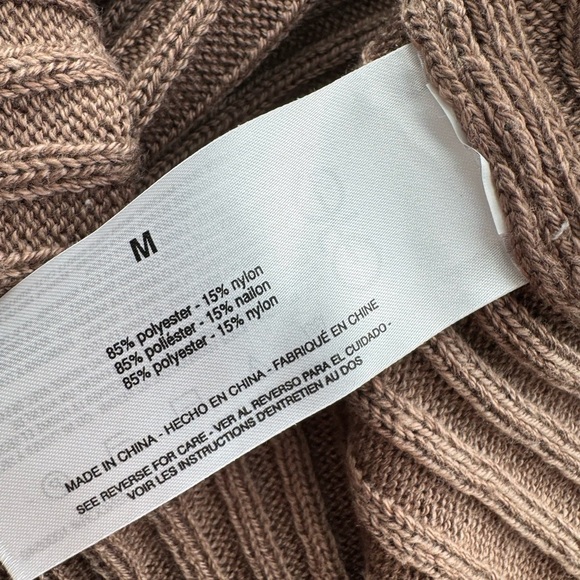 M
85% polyester - 15% nylon
85% poliéster - 15% nailon
85% polyester - 15% nylon
MADE IN CHINA - HECHO EN CHINA - FABRIQUÉ EN CHINE
SEE REVERSE FOR CARE - VER AL REVERSO PARA EL CUIDADO -
VOIR LES INSTRUCTIONS D'ENTRETIEN AU DOS